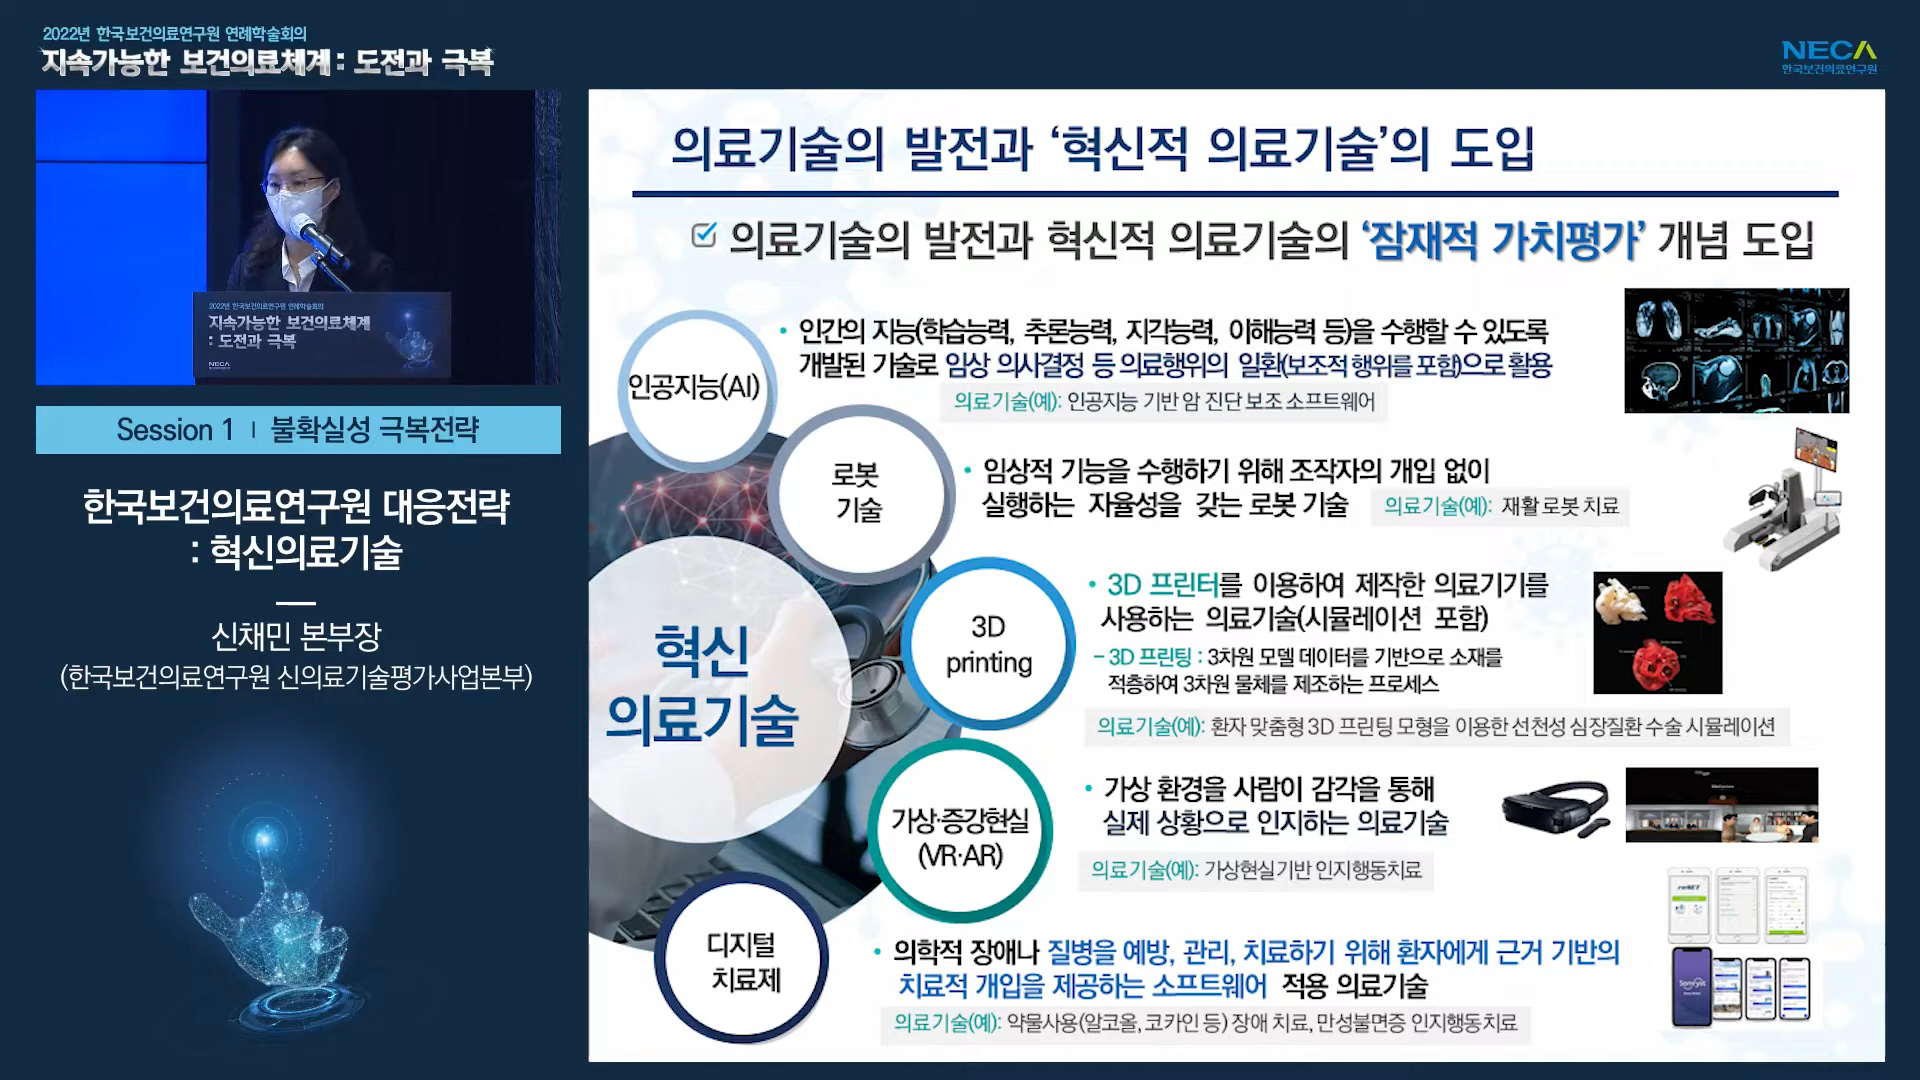 2022년 한국보건의료연구원 연례학술회의
지속가능한 보건의료체계 : 도전과 극복
NECA
한국보건의료연구원
2022년 한국보건의료연구원 연례학술회의
지속가능한 보건의료체계
: 도전과 극복
NECA
Session 1 | 불확실성 극복전략
한국보건의료연구원 대응전략
: 혁신의료기술
신채민 본부장
(한국보건의료연구원 신의료기술평가사업본부)
의료기술의 발전과 ‘혁신적 의료기술’의 도입
의료기술의 발전과 혁신적 의료기술의 ‘잠재적 가치평가’ 개념 도입
혁신
의료기술
인공지능(AI)
• 인간의 지능(학습능력, 추론능력, 지각능력, 이해능력 등)을 수행할 수 있도록
개발된 기술로 임상 의사결정 등 의료행위의 일환(보조적 행위를 포함)으로 활용
의료기술(예): 인공지능 기반 암 진단 보조 소프트웨어
로봇
기술
• 임상적 기능을 수행하기 위해 조작자의 개입 없이
실행하는 자율성을 갖는 로봇 기술
의료기술(예): 재활 로봇 치료
3D
printing
• 3D 프린터를 이용하여 제작한 의료기기를
사용하는 의료기술(시뮬레이션 포함)
- 3D 프린팅 : 3차원 모델 데이터를 기반으로 소재를
적층하여 3차원 물체를 제조하는 프로세스
의료기술(예): 환자 맞춤형 3D 프린팅 모형을 이용한 선천성 심장질환 수술 시뮬레이션
가상·증강현실
(VR·AR)
• 가상 환경을 사람이 감각을 통해
실제 상황으로 인지하는 의료기술
의료기술(예): 가상현실기반 인지행동치료
디지털
치료제
• 의학적 장애나 질병을 예방, 관리, 치료하기 위해 환자에게 근거 기반의
치료적 개입을 제공하는 소프트웨어 적용 의료기술
의료기술(예): 약물사용(알코올, 코카인 등) 장애 치료, 만성불면증 인지행동치료
reSET
Somryst